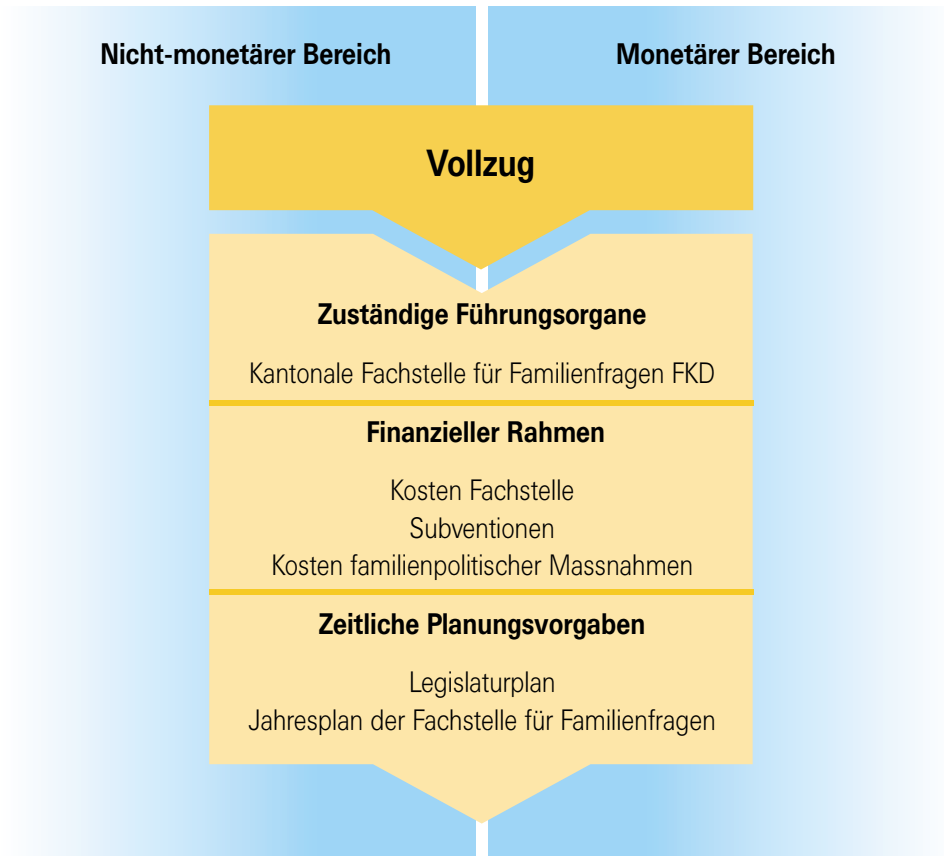 Nicht-monetärer Bereich
Monetärer Bereich
Vollzug
Zuständige Führungsorgane
Kantonale Fachstelle für Familienfragen FKD
Finanzieller Rahmen
Kosten Fachstelle
Subventionen
Kosten familienpolitischer Massnahmen
Zeitliche Planungsvorgaben
Legislaturplan
Jahresplan der Fachstelle für Familienfragen